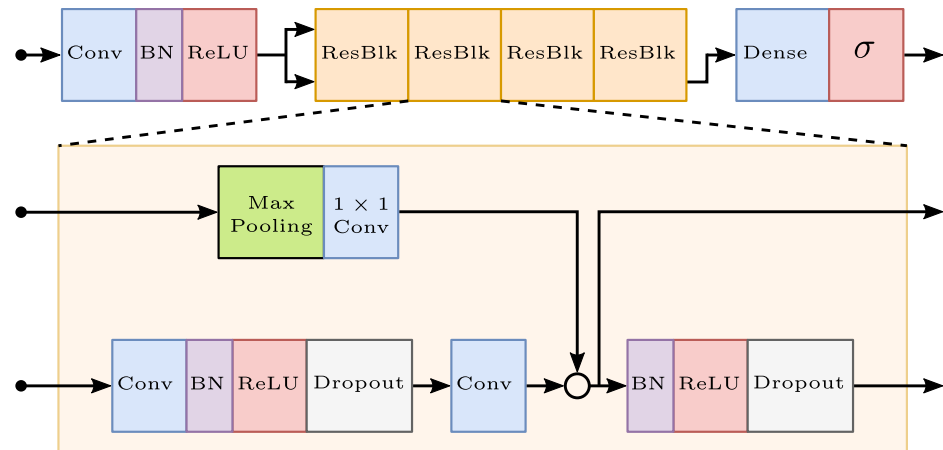 Conv BN ReLU ResBlk ResBlk ResBlk ResBlk Dense σ
Max 1 × 1
Pooling Conv
Conv BN ReLU Dropout Conv BN ReLU Dropout